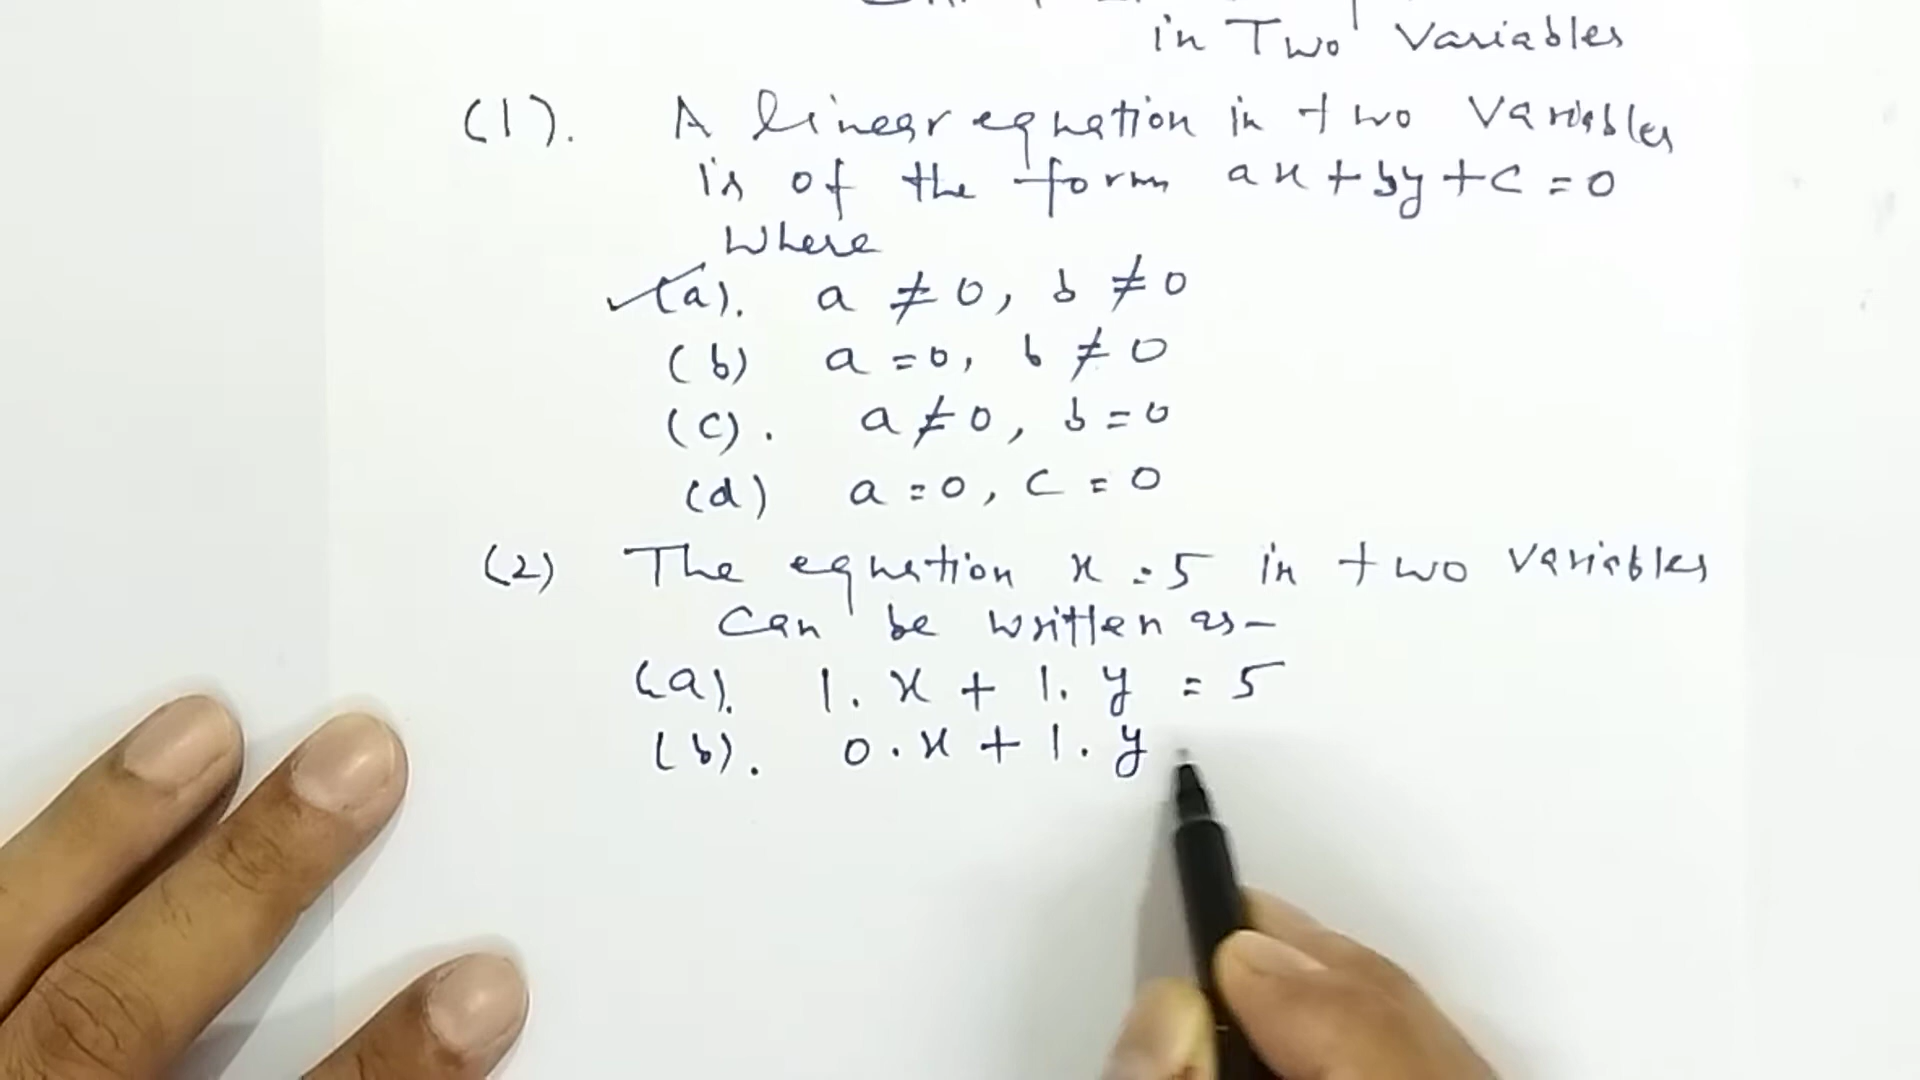 in Two Variables
(1). A linear equation in two variables
is of the form ax + by + c = 0
Where
(a). a ≠ 0, b ≠ 0
(b) a = 0, b ≠ 0
(c). a ≠ 0, b = 0
(d) a = 0, c = 0
(2) The equation x = 5 in two variables
can be written as –
(a). 1. x + 1. y = 5
(b). 0. x + 1. y